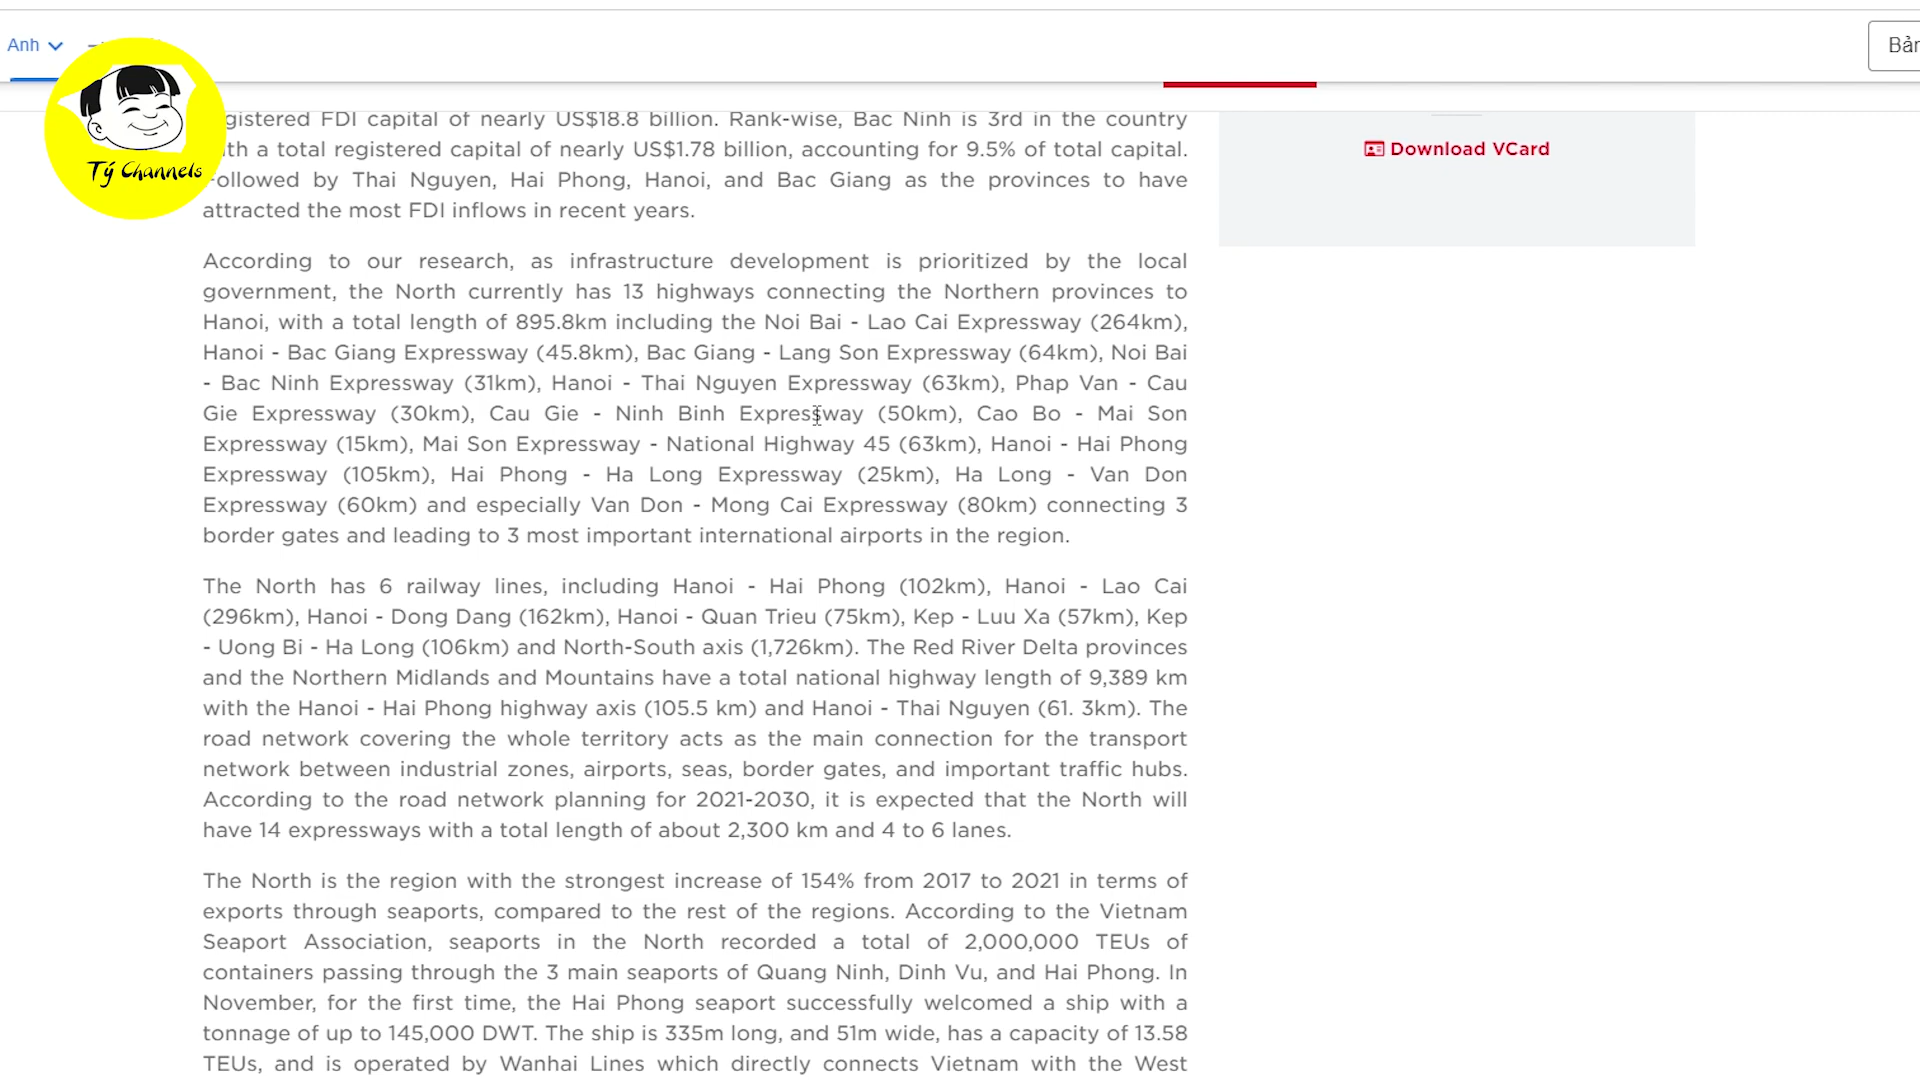 Anh
Bản
Tý Channels
gistered FDI capital of nearly US$18.8 billion. Rank-wise, Bac Ninh is 3rd in the country
th a total registered capital of nearly US$1.78 billion, accounting for 9.5% of total capital.
ollowed by Thai Nguyen, Hai Phong, Hanoi, and Bac Giang as the provinces to have
attracted the most FDI inflows in recent years.
Download VCard
According to our research, as infrastructure development is prioritized by the local
government, the North currently has 13 highways connecting the Northern provinces to
Hanoi, with a total length of 895.8km including the Noi Bai - Lao Cai Expressway (264km),
Hanoi - Bac Giang Expressway (45.8km), Bac Giang - Lang Son Expressway (64km), Noi Bai
- Bac Ninh Expressway (31km), Hanoi - Thai Nguyen Expressway (63km), Phap Van - Cau
Gie Expressway (30km), Cau Gie - Ninh Binh Expressway (50km), Cao Bo - Mai Son
Expressway (15km), Mai Son Expressway - National Highway 45 (63km), Hanoi - Hai Phong
Expressway (105km), Hai Phong - Ha Long Expressway (25km), Ha Long - Van Don
Expressway (60km) and especially Van Don - Mong Cai Expressway (80km) connecting 3
border gates and leading to 3 most important international airports in the region.
The North has 6 railway lines, including Hanoi - Hai Phong (102km), Hanoi - Lao Cai
(296km), Hanoi - Dong Dang (162km), Hanoi - Quan Trieu (75km), Kep - Luu Xa (57km), Kep
- Uong Bi - Ha Long (106km) and North-South axis (1,726km). The Red River Delta provinces
and the Northern Midlands and Mountains have a total national highway length of 9,389 km
with the Hanoi - Hai Phong highway axis (105.5 km) and Hanoi - Thai Nguyen (61. 3km). The
road network covering the whole territory acts as the main connection for the transport
network between industrial zones, airports, seas, border gates, and important traffic hubs.
According to the road network planning for 2021-2030, it is expected that the North will
have 14 expressways with a total length of about 2,300 km and 4 to 6 lanes.
The North is the region with the strongest increase of 154% from 2017 to 2021 in terms of
exports through seaports, compared to the rest of the regions. According to the Vietnam
Seaport Association, seaports in the North recorded a total of 2,000,000 TEUs of
containers passing through the 3 main seaports of Quang Ninh, Dinh Vu, and Hai Phong. In
November, for the first time, the Hai Phong seaport successfully welcomed a ship with a
tonnage of up to 145,000 DWT. The ship is 335m long, and 51m wide, has a capacity of 13.58
TEUs, and is operated by Wanhai Lines which directly connects Vietnam with the West